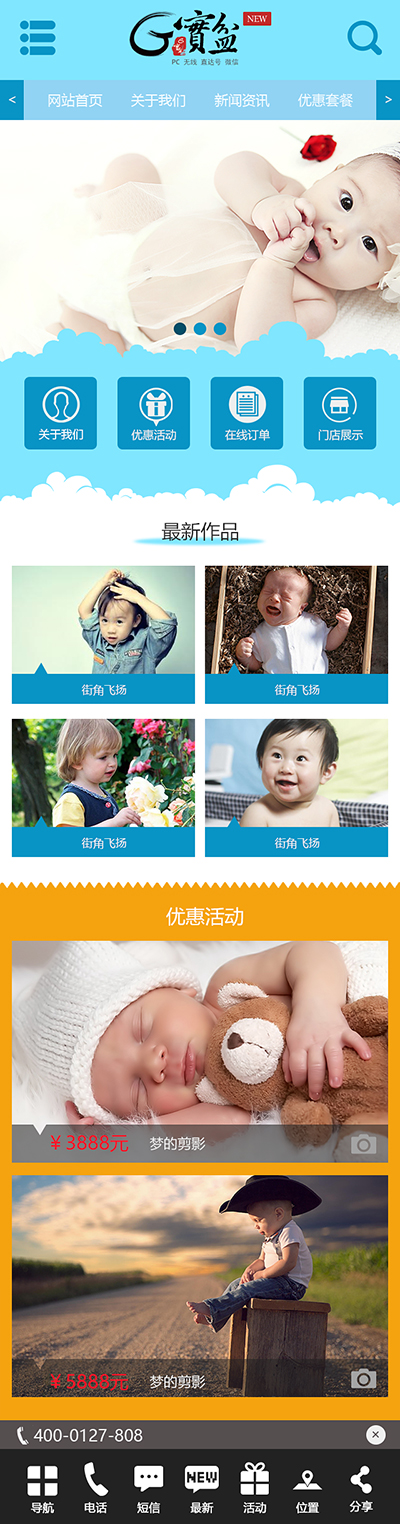 G寶盆 NEW
PC 无线 直达号 微信
< 网站首页 关于我们 新闻资讯 优惠套餐 >
关于我们 优惠活动 在线订单 门店展示
最新作品
街角飞扬 街角飞扬
街角飞扬 街角飞扬
优惠活动
￥3888元 梦的剪影
￥5888元 梦的剪影
400-0127-808
NEW
导航 电话 短信 最新 活动 位置 分享